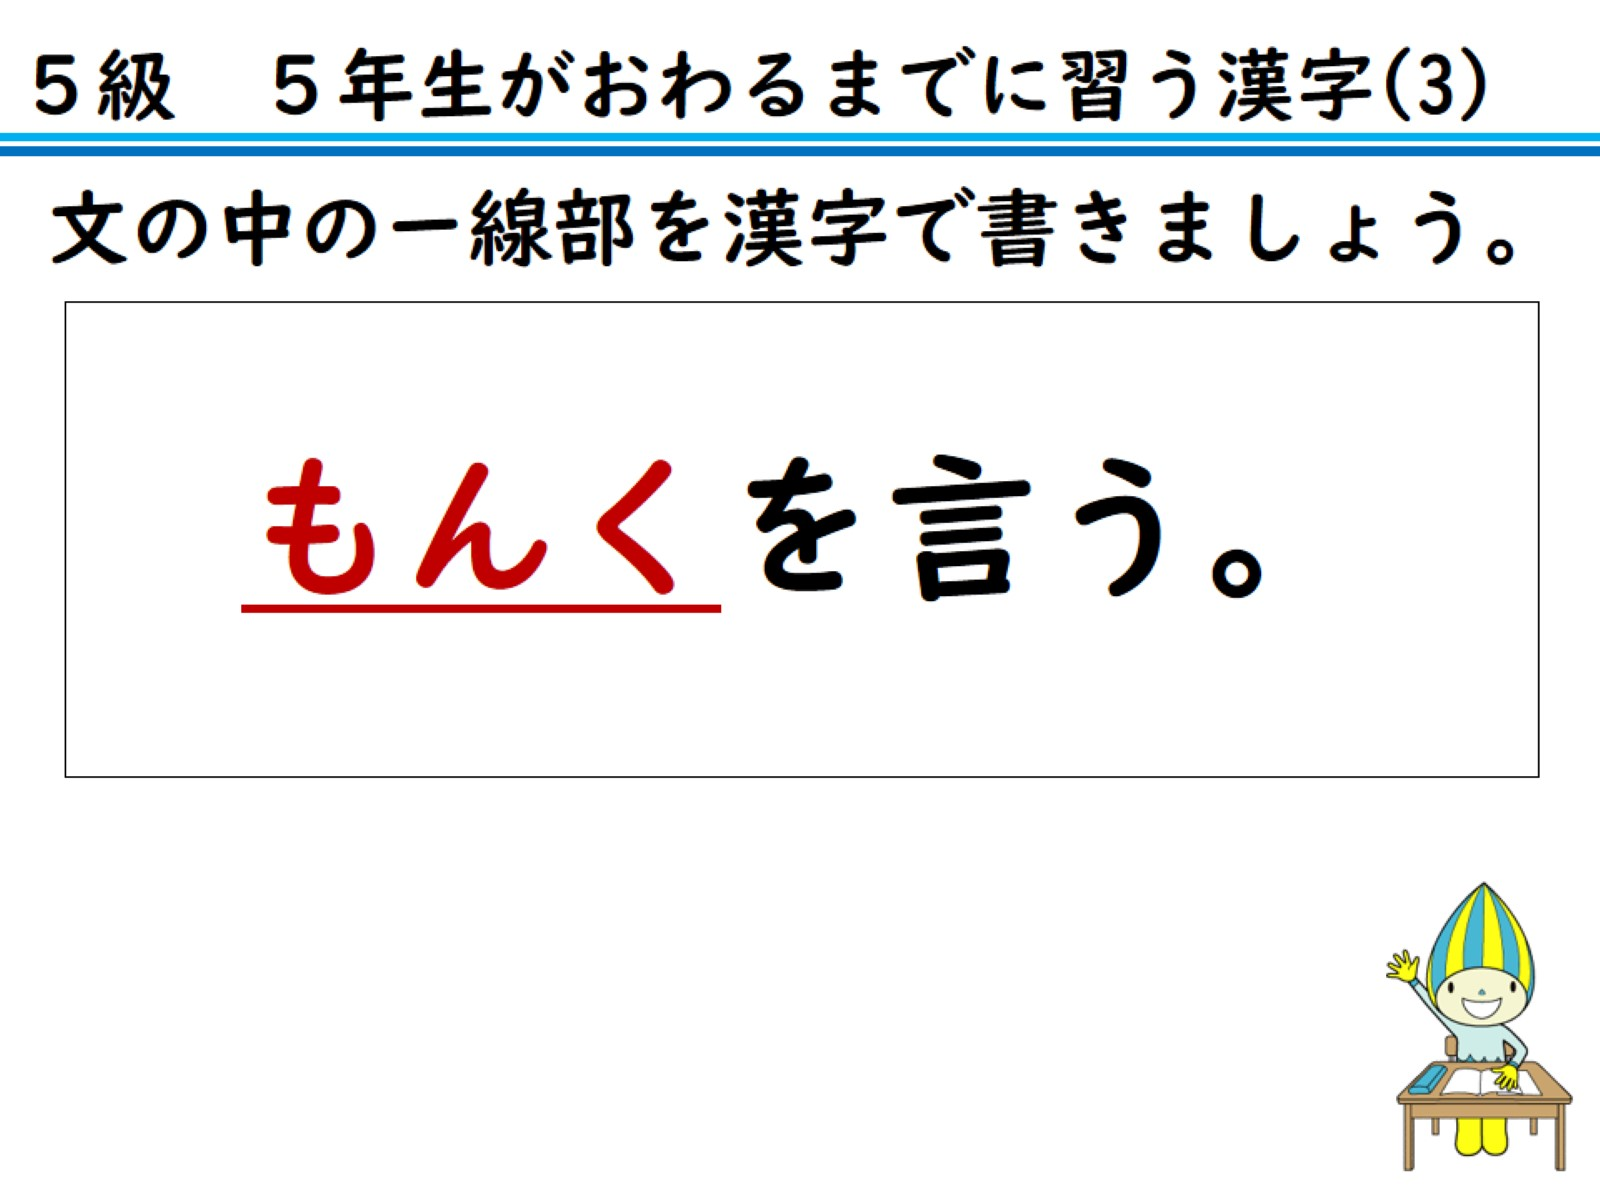 ５級　５年生がおわるまでに習う漢字(3)
文の中の－線部を漢字で書きましょう。
もんくを言う。